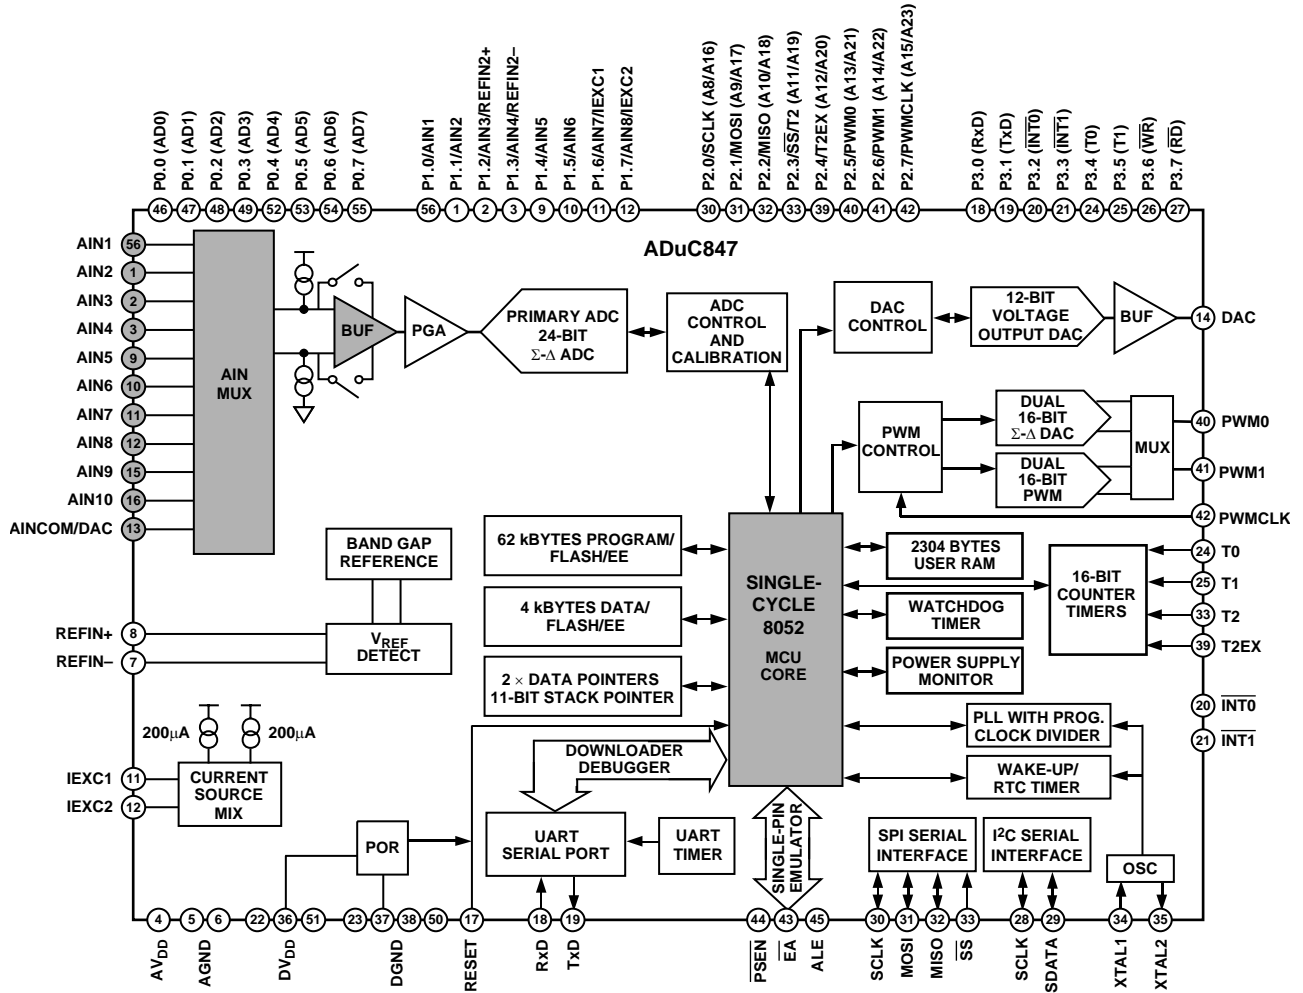 P0.0 (AD0)
P0.1 (AD1)
P0.2 (AD2)
P0.3 (AD3)
P0.4 (AD4)
P0.5 (AD5)
P0.6 (AD6)
P0.7 (AD7)
P1.0/AIN1
P1.1/AIN2
P1.2/AIN3/REFIN2+
P1.3/AIN4/REFIN2–
P1.4/AIN5
P1.5/AIN6
P1.6/AIN7/IEXC1
P1.7/AIN8/IEXC2
P2.0/SCLK (A8/A16)
P2.1/MOSI (A9/A17)
P2.2/MISO (A10/A18)
P2.3/SS/T2 (A11/A19)
P2.4/T2EX (A12/A20)
P2.5/PWM0 (A13/A21)
P2.6/PWM1 (A14/A22)
P2.7/PWMCLK (A15/A23)
P3.0 (RxD)
P3.1 (TxD)
P3.2 (INT0)
P3.3 (INT1)
P3.4 (T0)
P3.5 (T1)
P3.6 (WR)
P3.7 (RD)
46 47 48 49 52 53 54 55
56 1 2 3 9 10 11 12
30 31 32 33 39 40 41 42
18 19 20 21 24 25 26 27
ADuC847
AIN1 56
AIN2 1
AIN3 2
AIN4 3
AIN5 9
AIN6 10
AIN7 11
AIN8 12
AIN9 15
AIN10 16
AINCOM/DAC 13
AIN
MUX
BUF
PGA
PRIMARY ADC
24-BIT
Σ-Δ ADC
ADC
CONTROL
AND
CALIBRATION
DAC
CONTROL
12-BIT
VOLTAGE
OUTPUT DAC
BUF
14 DAC
PWM
CONTROL
DUAL
16-BIT
Σ-Δ DAC
DUAL
16-BIT
PWM
MUX
40 PWM0
41 PWM1
42 PWMCLK
BAND GAP
REFERENCE
VREF
DETECT
REFIN+ 8
REFIN– 7
62 kBYTES PROGRAM/
FLASH/EE
4 kBYTES DATA/
FLASH/EE
2 × DATA POINTERS
11-BIT STACK POINTER
SINGLE-
CYCLE
8052
MCU
CORE
2304 BYTES
USER RAM
WATCHDOG
TIMER
POWER SUPPLY
MONITOR
16-BIT
COUNTER
TIMERS
24 T0
25 T1
33 T2
39 T2EX
20 INT0
21 INT1
PLL WITH PROG.
CLOCK DIVIDER
WAKE-UP/
RTC TIMER
200µA
200µA
IEXC1 11
IEXC2 12
CURRENT
SOURCE
MIX
DOWNLOADER
DEBUGGER
POR
UART
SERIAL PORT
UART
TIMER
SINGLE-PIN
EMULATOR
SPI SERIAL
INTERFACE
I2C SERIAL
INTERFACE
OSC
4 5 6 22 36 51 23 37 38 50 17 18 19 44 43 45 30 31 32 33 28 29 34 35
AVDD
AGND
DVDD
DGND
RESET
RxD
TxD
PSEN
EA
ALE
SCLK
MOSI
MISO
SS
SCLK
SDATA
XTAL1
XTAL2